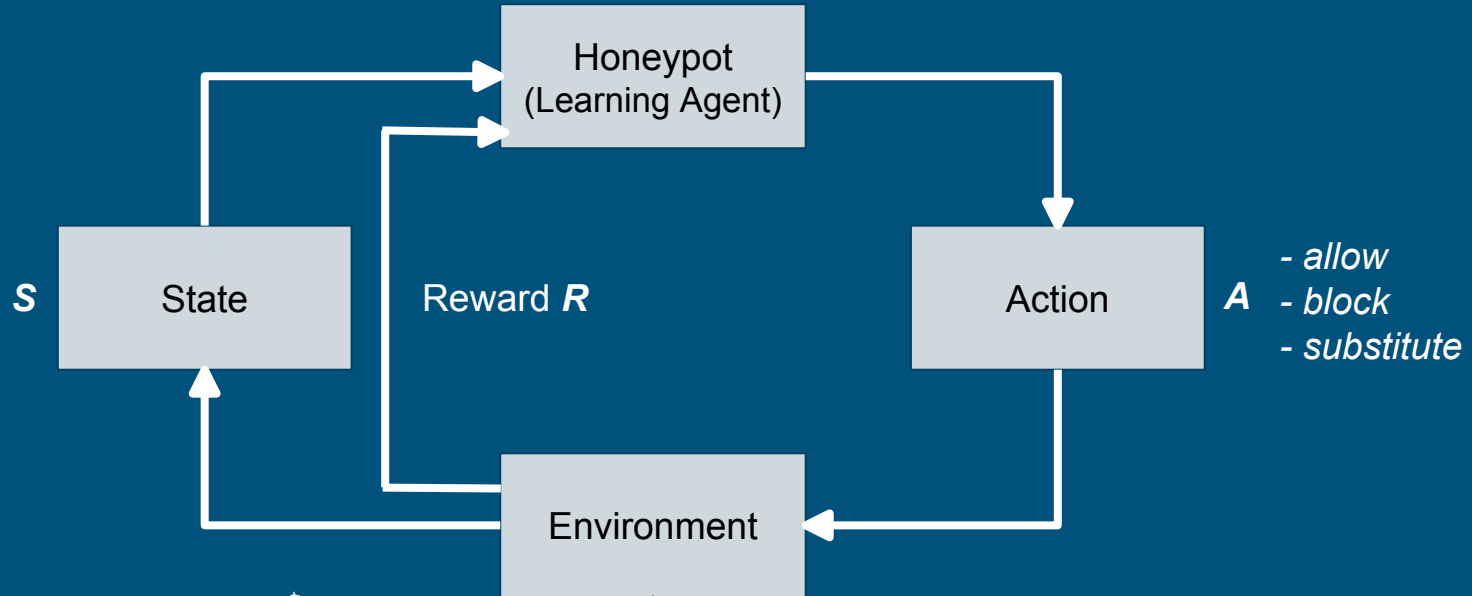 Honeypot
(Learning Agent)
S
State
Reward R
Action
A
- allow
- block
- substitute
Environment